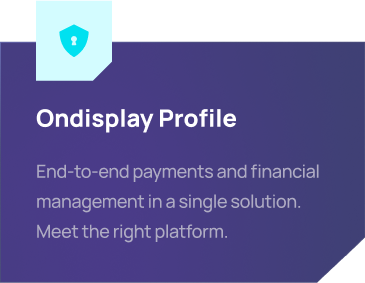 Ondisplay Profile
End-to-end payments and financial
management in a single solution.
Meet the right platform.